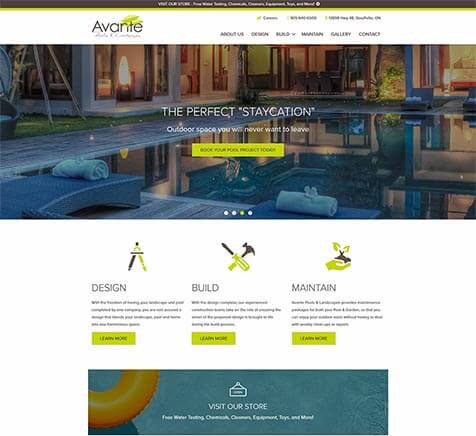 VISIT OUR STORE - Free Water Testing, Chemicals, Cleaners, Equipment, Toys, and More!
Avante
Pools & Landscapes
Careers
905-640-6500
12958 Hwy 48, Stouffville, ON
ABOUT US
DESIGN
BUILD
MAINTAIN
GALLERY
CONTACT
THE PERFECT "STAYCATION"
Outdoor space you will never want to leave
BOOK YOUR POOL PROJECT TODAY!
DESIGN
With the freedom of having your landscape and pool
completed by one company, you are not around a
design that blends your landscape, pool and home
into one harmonious space.
LEARN MORE
BUILD
With the design complete, our experienced
construction teams take on the role of ensuring the
vision of the proposed design is brought to life
during the build process.
LEARN MORE
MAINTAIN
Avante Pools & Landscapes provides maintenance
packages for both your Pool & Garden, so that you
can enjoy your outdoor oasis without having to deal
with weekly clean-ups or repairs.
LEARN MORE
OPEN
VISIT OUR STORE
Free Water Testing, Chemicals, Cleaners, Equipment, Toys, and More!